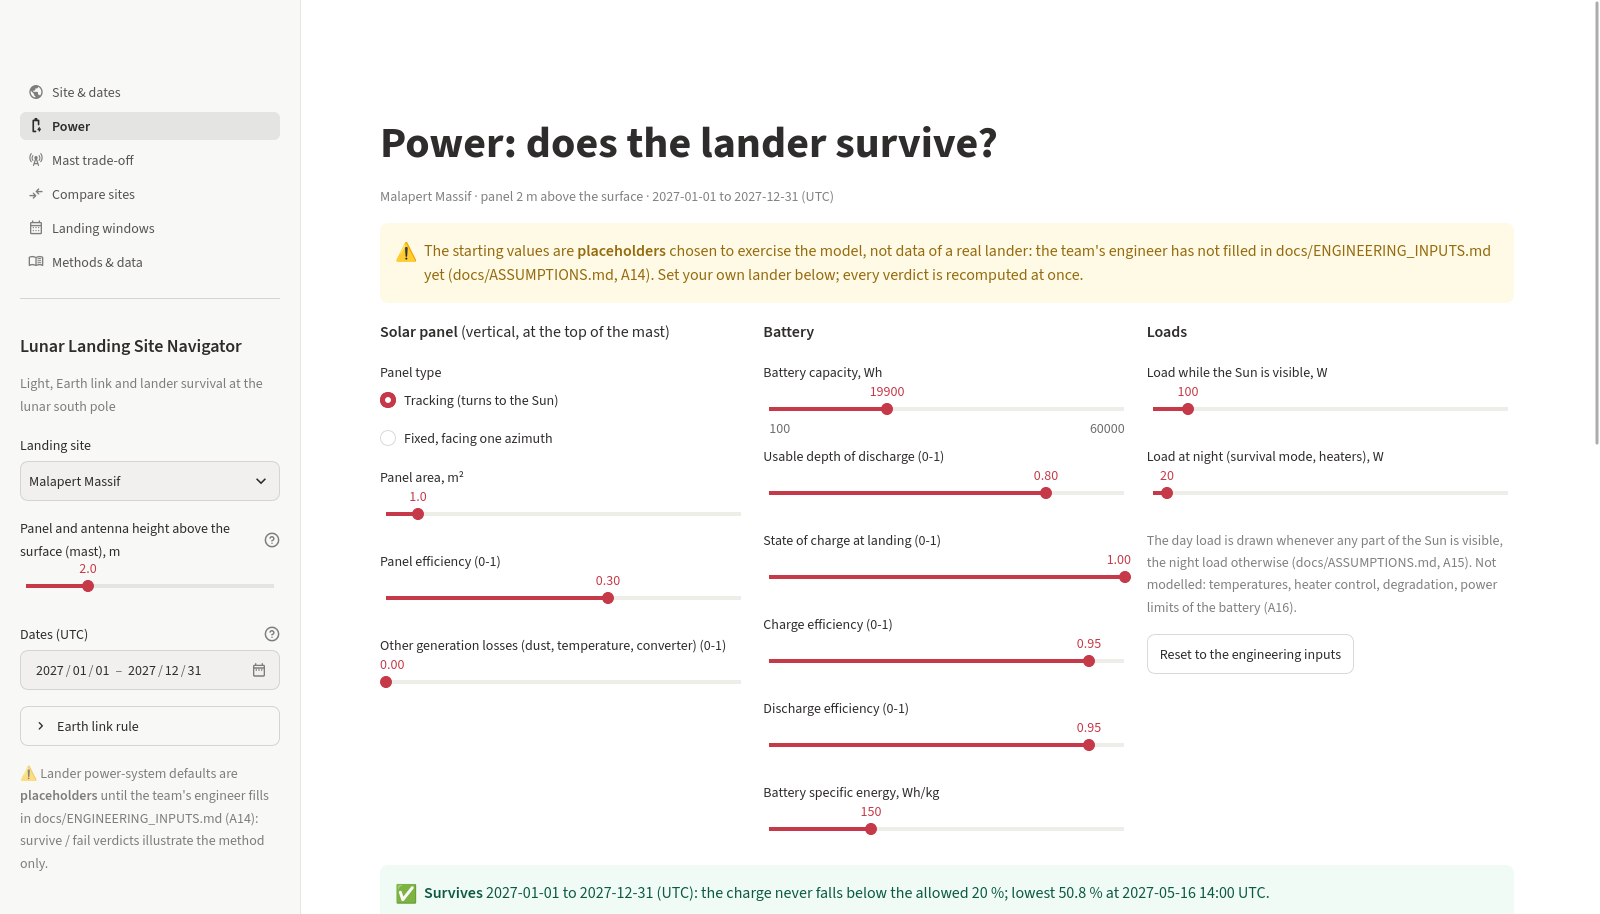 Site & dates
Power
Mast trade-off
Compare sites
Landing windows
Methods & data
Lunar Landing Site Navigator
Light, Earth link and lander survival at the
lunar south pole
Landing site
Malapert Massif
Panel and antenna height above the
surface (mast), m
2.0
Dates (UTC)
2027 / 01 / 01 – 2027 / 12 / 31
Earth link rule
⚠️ Lander power-system defaults are
placeholders until the team's engineer fills
in docs/ENGINEERING_INPUTS.md (A14):
survive / fail verdicts illustrate the method
only.
Power: does the lander survive?
Malapert Massif · panel 2 m above the surface · 2027-01-01 to 2027-12-31 (UTC)
The starting values are placeholders chosen to exercise the model, not data of a real lander: the team's engineer has not filled in docs/ENGINEERING_INPUTS.md
yet (docs/ASSUMPTIONS.md, A14). Set your own lander below; every verdict is recomputed at once.
Solar panel (vertical, at the top of the mast)
Panel type
Tracking (turns to the Sun)
Fixed, facing one azimuth
Panel area, m²
1.0
Panel efficiency (0-1)
0.30
Other generation losses (dust, temperature, converter) (0-1)
0.00
Battery
Battery capacity, Wh
19900
100 60000
Usable depth of discharge (0-1)
0.80
State of charge at landing (0-1)
1.00
Charge efficiency (0-1)
0.95
Discharge efficiency (0-1)
0.95
Battery specific energy, Wh/kg
150
Loads
Load while the Sun is visible, W
100
Load at night (survival mode, heaters), W
20
The day load is drawn whenever any part of the Sun is visible,
the night load otherwise (docs/ASSUMPTIONS.md, A15). Not
modelled: temperatures, heater control, degradation, power
limits of the battery (A16).
Reset to the engineering inputs
Survives 2027-01-01 to 2027-12-31 (UTC): the charge never falls below the allowed 20 %; lowest 50.8 % at 2027-05-16 14:00 UTC.